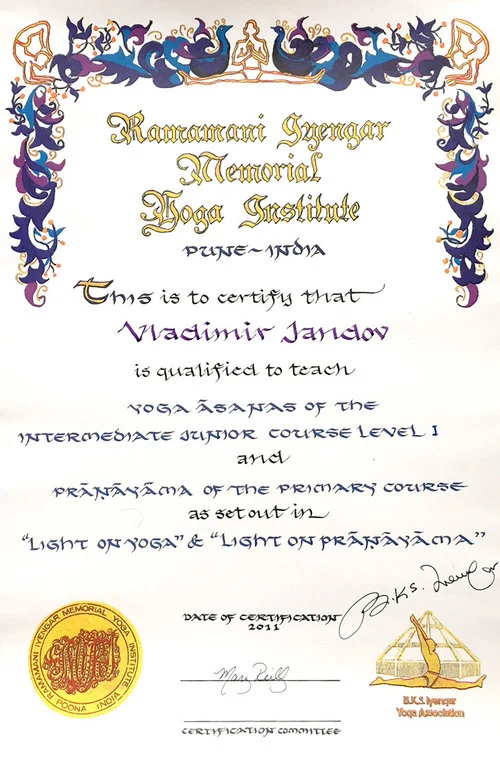 Ramamani Iyengar
Memorial
Yoga Institute
PUNE~INDIA
This is to certify that
Vladimir Jandov
is qualified to teach
YOGA ĀSANAS OF THE
INTERMEDIATE JUNIOR COURSE LEVEL I
and
PRĀṆĀYĀMA OF THE PRIMARY COURSE
as set out in
"LIGHT ON YOGA" & "LIGHT ON PRĀṆĀYĀMA"
B.K.S. Iyengar
DATE OF CERTIFICATION
2011
RAMAMANI IYENGAR MEMORIAL YOGA INSTITUTE
POONA INDIA
B.K.S. Iyengar
Yoga Association
Mary Reilly
CERTIFICATION COMMITTEE